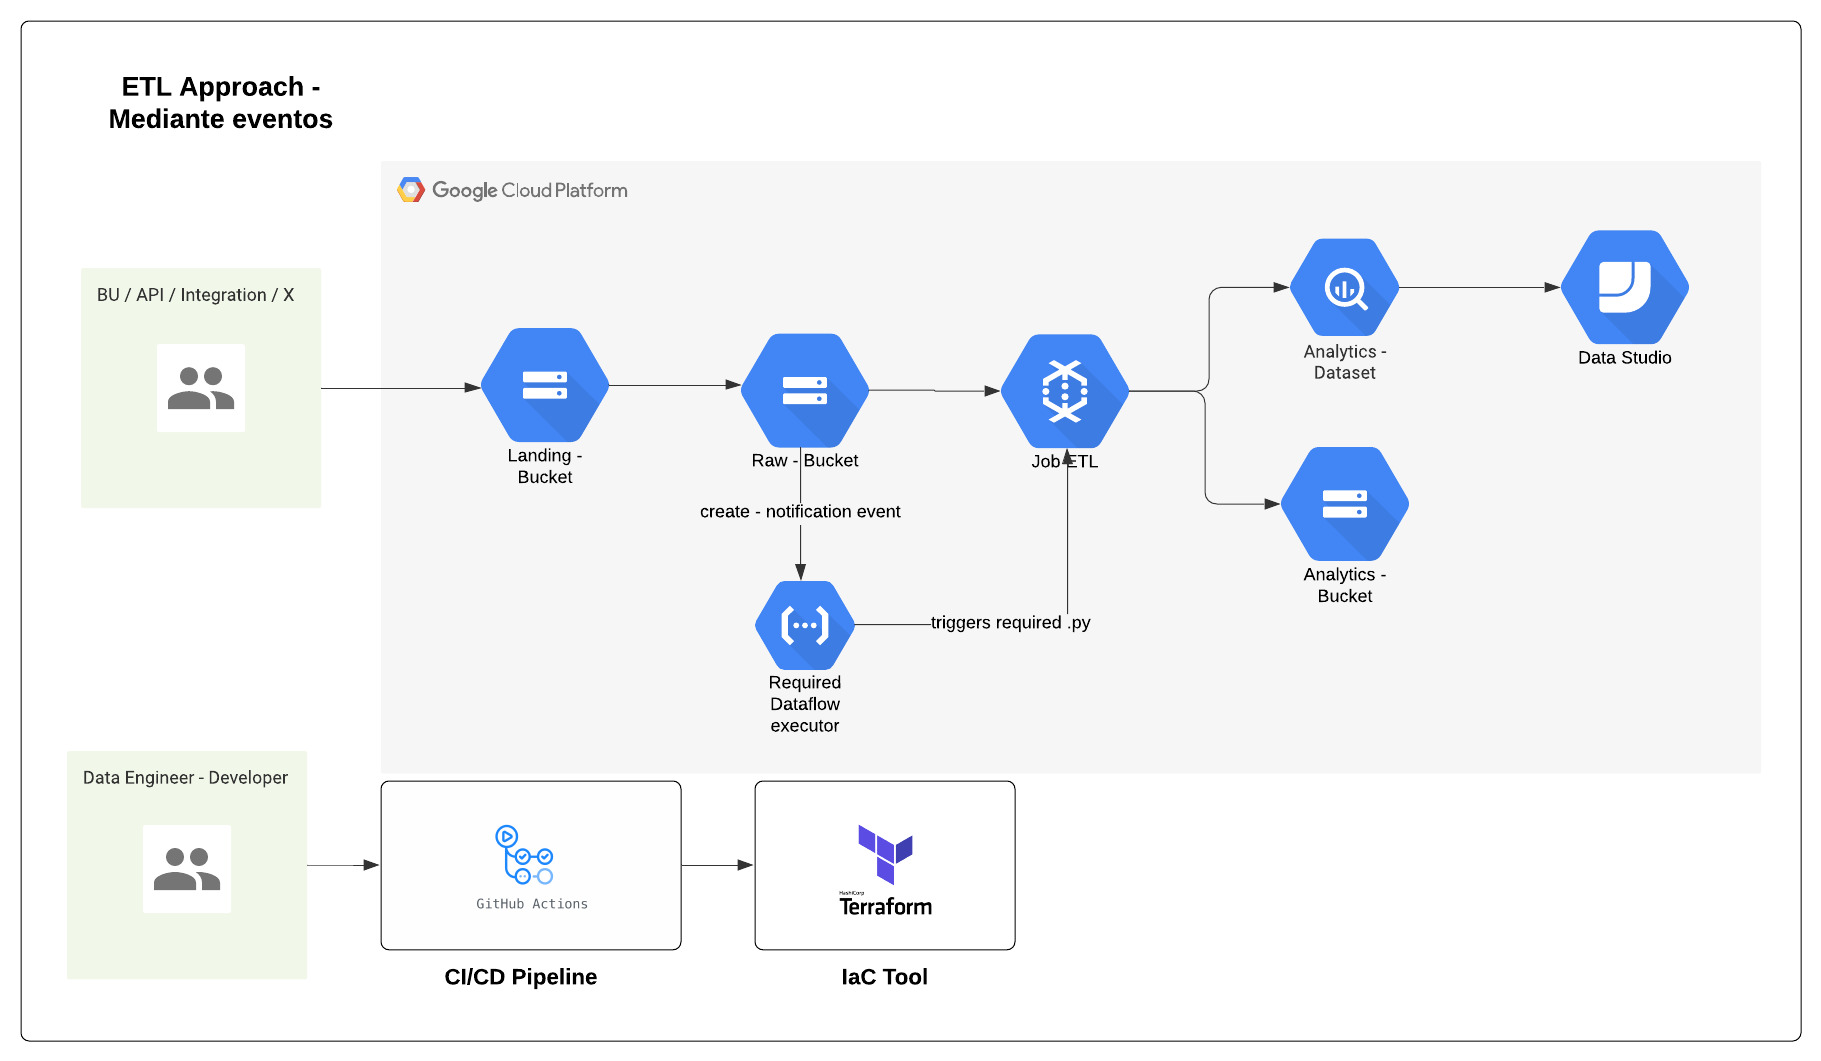 ETL Approach -
Mediante eventos
Google Cloud Platform
BU / API / Integration / X
Landing -
Bucket
Raw - Bucket
Job ETL
Analytics -
Dataset
Data Studio
create - notification event
Analytics -
Bucket
triggers required .py
Required
Dataflow
executor
Data Engineer - Developer
GitHub Actions
HashiCorp
Terraform
CI/CD Pipeline
IaC Tool